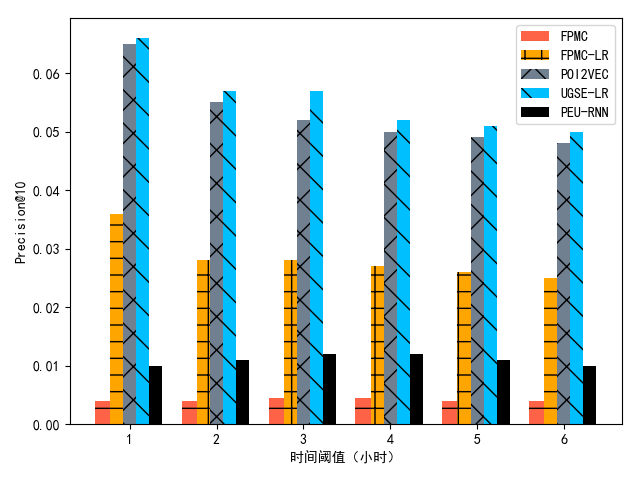 FPMC
FPMC-LR
POI2VEC
UGSE-LR
PEU-RNN
Precision@10
0.06
0.05
0.04
0.03
0.02
0.01
0.00
1 2 3 4 5 6
时间阈值（小时）